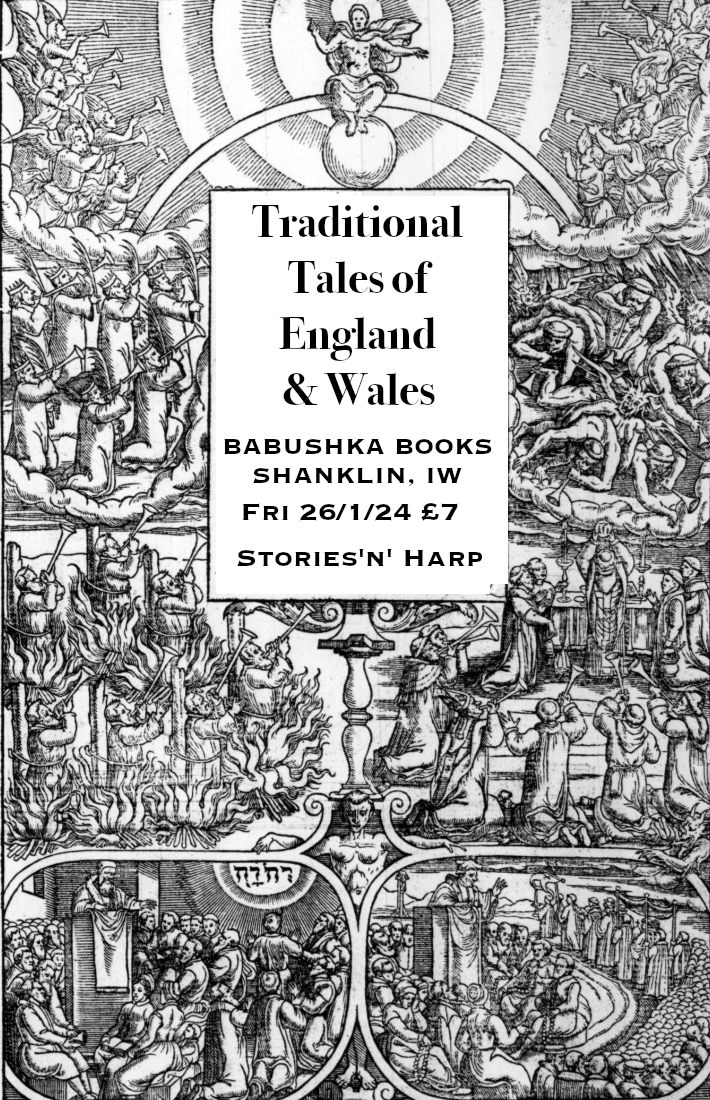 Traditional
Tales of
England
& Wales
BABUSHKA BOOKS
SHANKLIN, IW
Fri 26/1/24 £7
Stories'n' Harp
יְהֹוָה